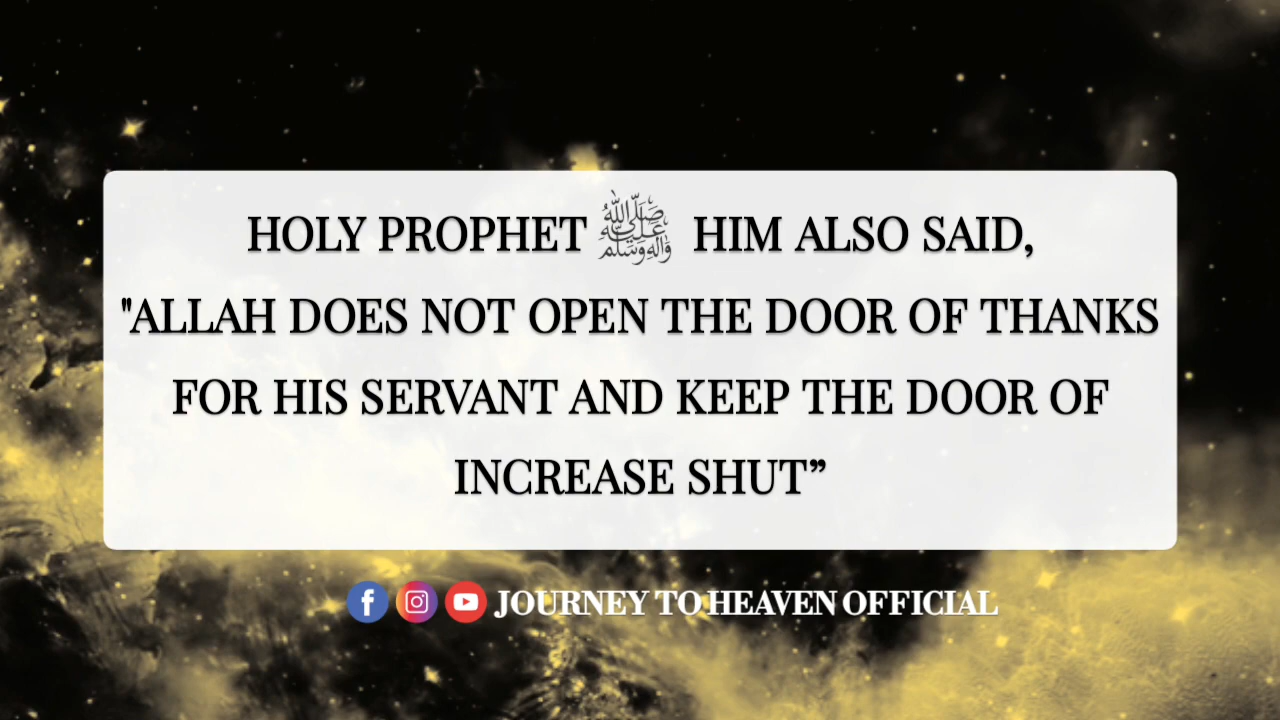 HOLY PROPHET صلى الله عليه وآله وسلم HIM ALSO SAID,
"ALLAH DOES NOT OPEN THE DOOR OF THANKS
FOR HIS SERVANT AND KEEP THE DOOR OF
INCREASE SHUT”
JOURNEY TO HEAVEN OFFICIAL